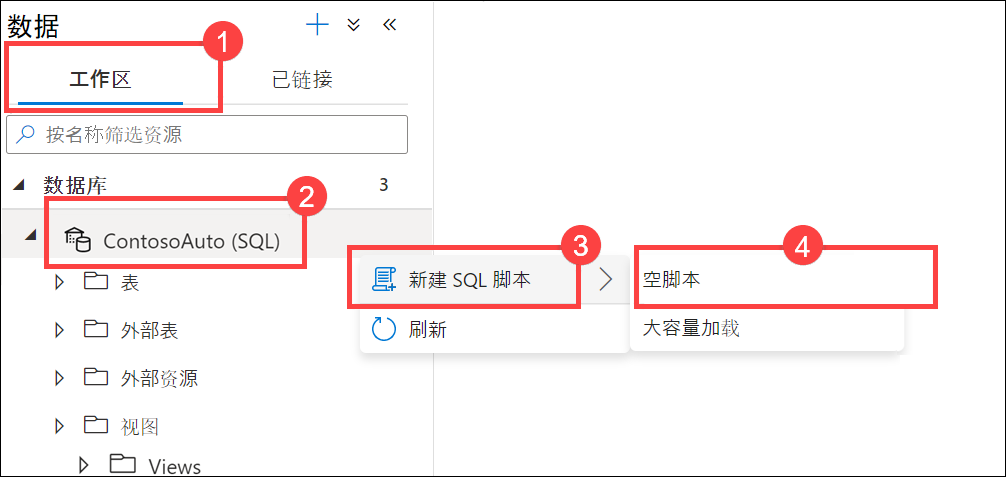 数据
1
工作区 已链接
按名称筛选资源
数据库 3
2
ContosoAuto (SQL)
3
4
表
新建 SQL 脚本
空脚本
外部表
刷新
大容量加载
外部资源
视图
Views